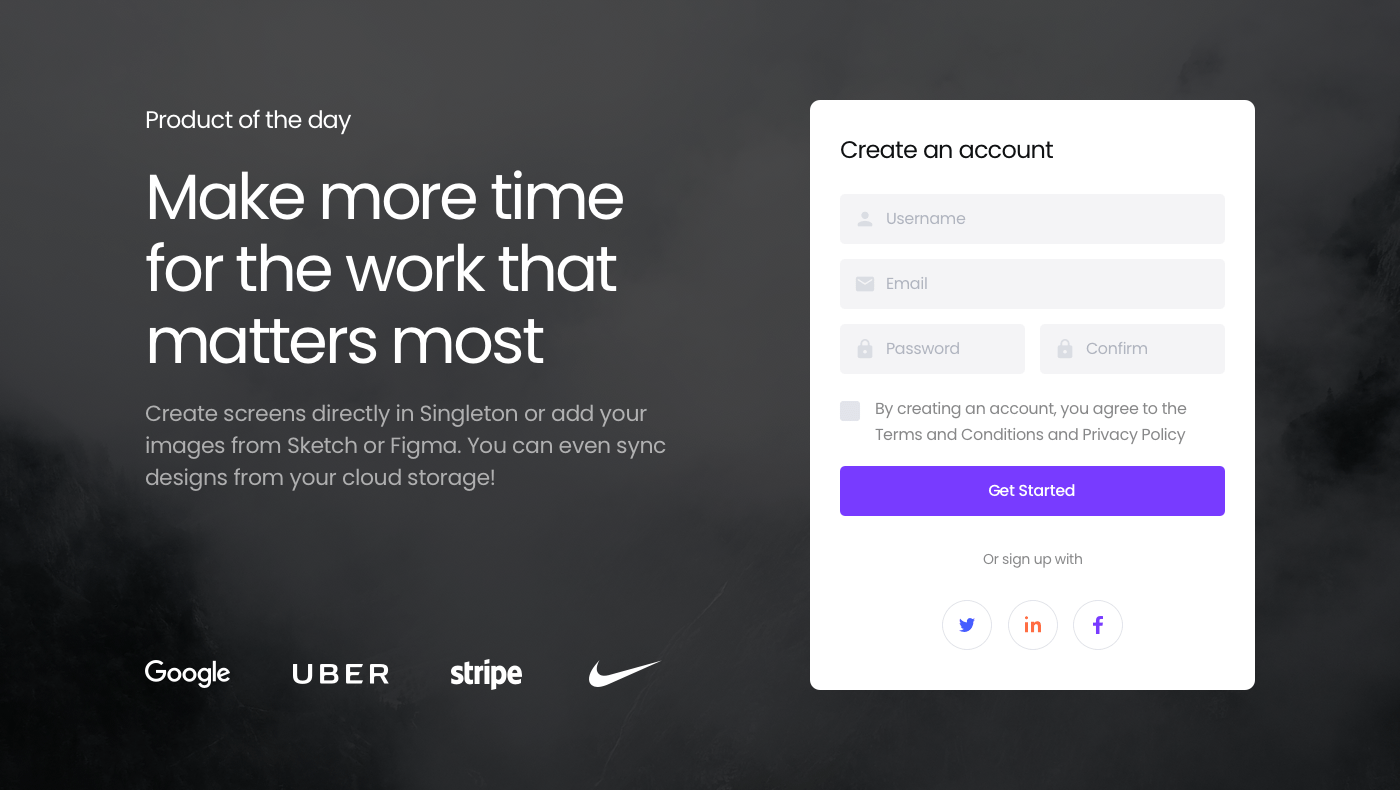 Product of the day
Make more time
for the work that
matters most
Create screens directly in Singleton or add your
images from Sketch or Figma. You can even sync
designs from your cloud storage!
Google
UBER
stripe
Create an account
Username
Email
Password
Confirm
By creating an account, you agree to the
Terms and Conditions and Privacy Policy
Get Started
Or sign up with
in
f